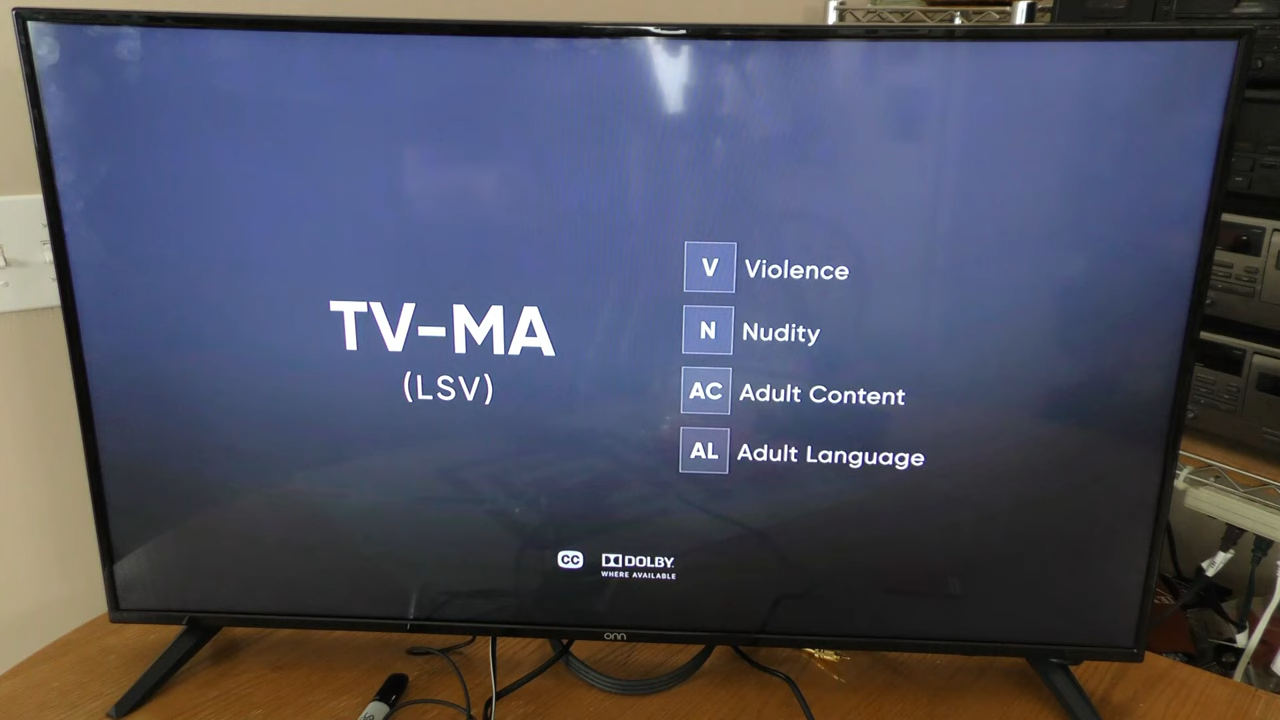 TV-MA
(LSV)
V Violence
N Nudity
AC Adult Content
AL Adult Language
CC DOLBY
WHERE AVAILABLE
onn